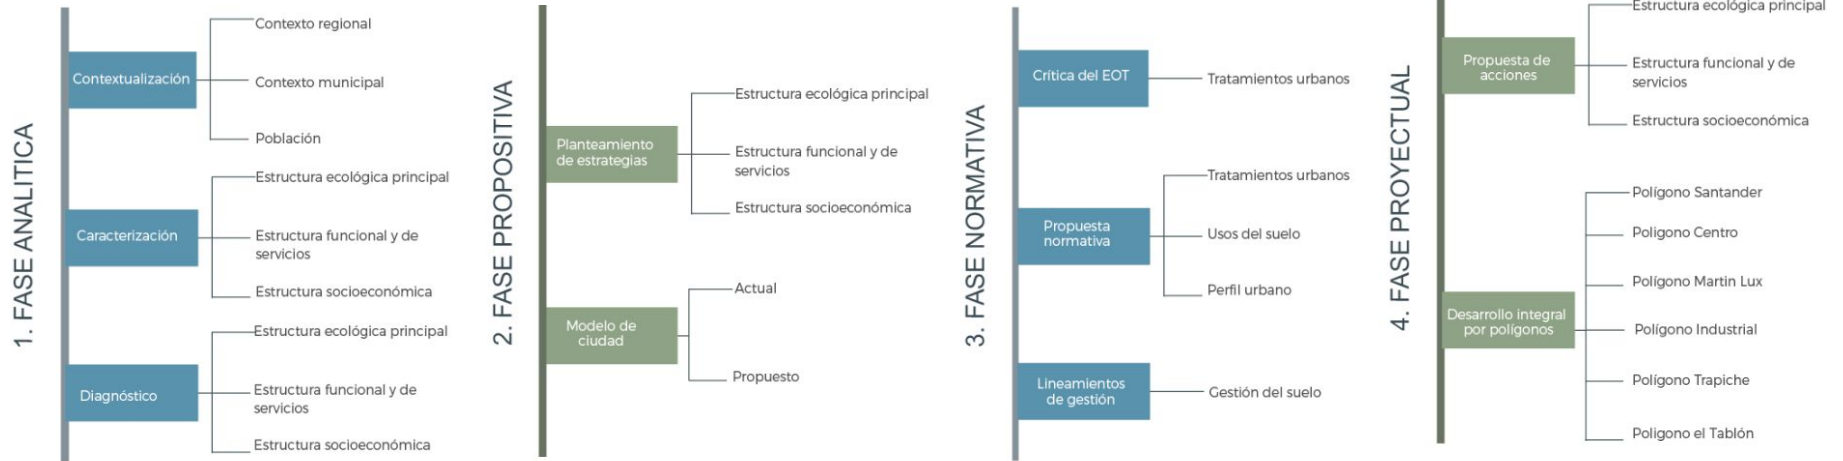 1. FASE ANALITICA
Contextualización
Contexto regional
Contexto municipal
Población
Caracterización
Estructura ecológica principal
Estructura funcional y de
servicios
Estructura socioeconómica
Diagnóstico
Estructura ecológica principal
Estructura funcional y de
servicios
Estructura socioeconómica
2. FASE PROPOSITIVA
Planteamiento
de estrategias
Estructura ecológica principal
Estructura funcional y de
servicios
Estructura socioeconómica
Modelo de
ciudad
Actual
Propuesto
3. FASE NORMATIVA
Crítica del EOT
Tratamientos urbanos
Propuesta
normativa
Tratamientos urbanos
Usos del suelo
Perfil urbano
Lineamientos
de gestión
Gestión del suelo
4. FASE PROYECTUAL
Propuesta de
acciones
Estructura ecológica principal
Estructura funcional y de
servicios
Estructura socioeconómica
Desarrollo integral
por polígonos
Polígono Santander
Poligono Centro
Polígono Martin Lux
Polígono Industrial
Polígono Trapiche
Poligono el Tablón